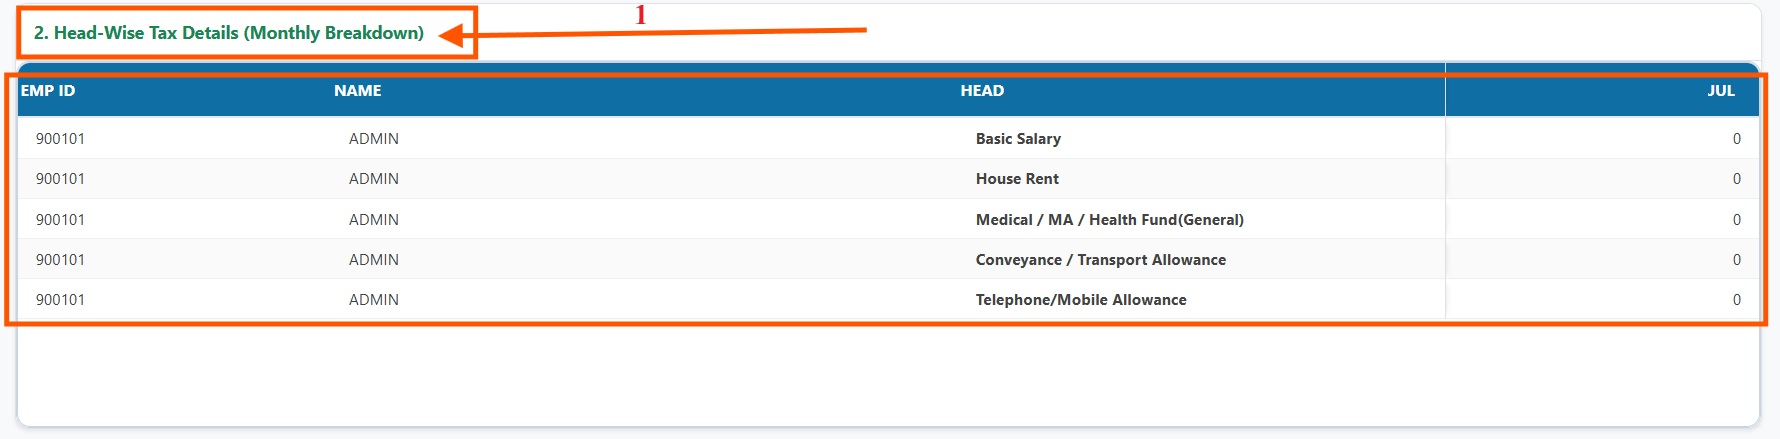 1
2. Head-Wise Tax Details (Monthly Breakdown)
EMP ID NAME HEAD JUL
900101 ADMIN Basic Salary 0
900101 ADMIN House Rent 0
900101 ADMIN Medical / MA / Health Fund(General) 0
900101 ADMIN Conveyance / Transport Allowance 0
900101 ADMIN Telephone/Mobile Allowance 0